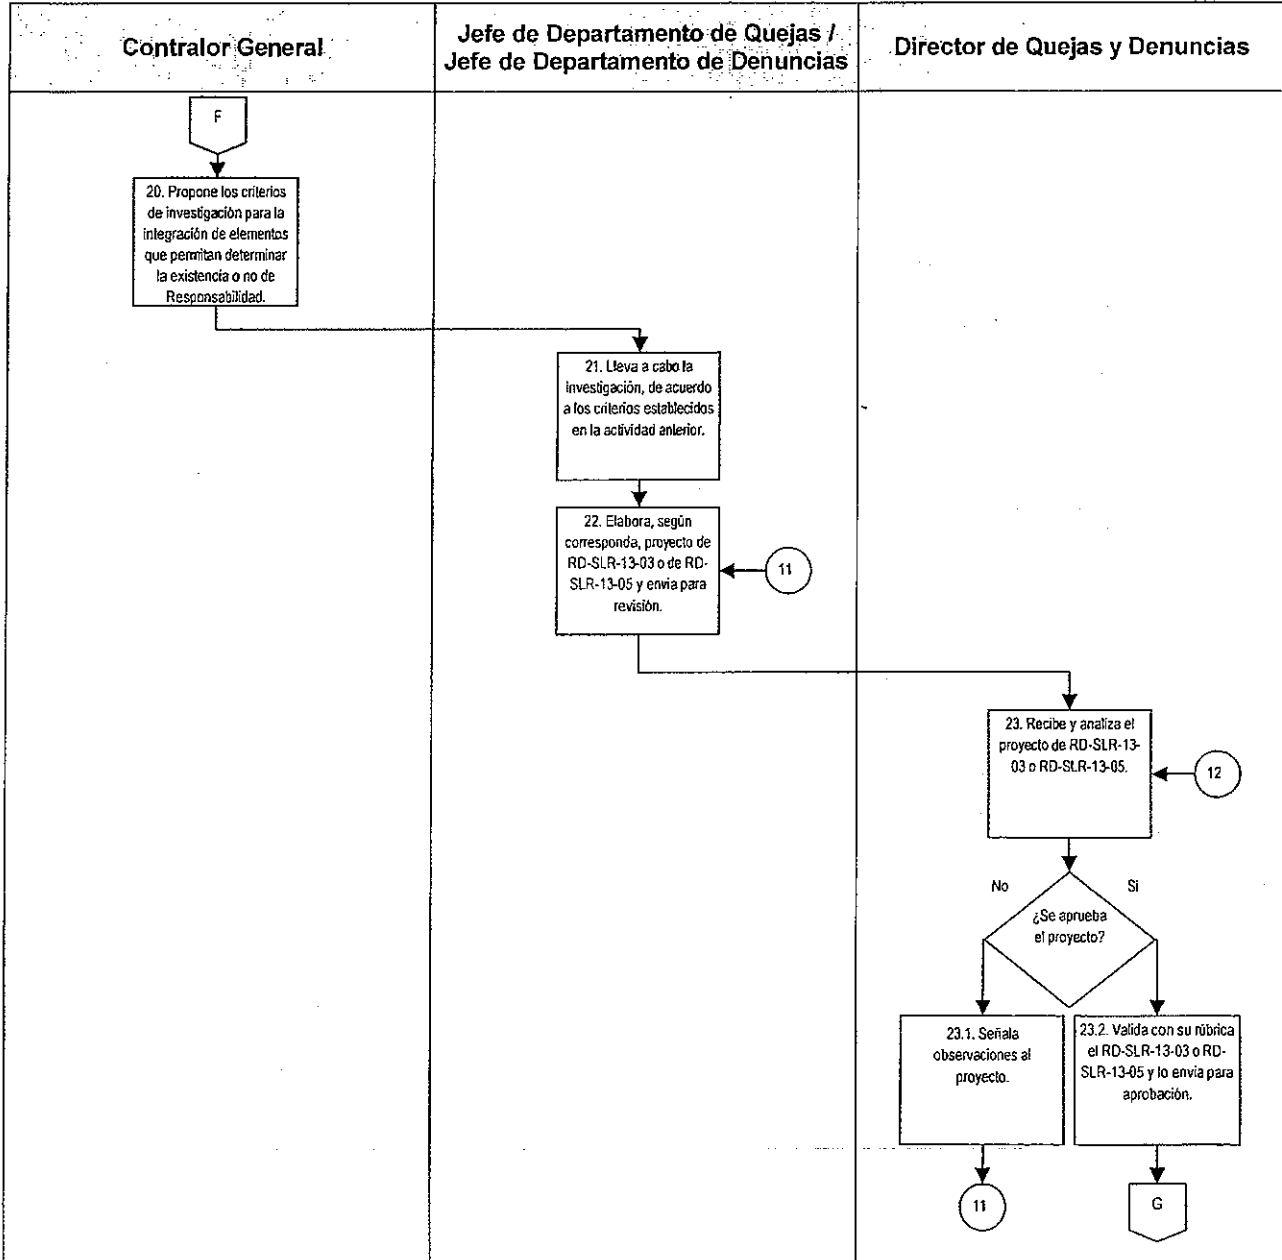 Contralor General
Jefe de Departamento de Quejas /
Jefe de Departamento de Denuncias
Director de Quejas y Denuncias
F
20. Propone los criterios
de investigación para la
integración de elementos
que permitan determinar
la existencia o no de
Responsabilidad.
21. Lleva a cabo la
investigación, de acuerdo
a los criterios establecidos
en la actividad anterior.
22. Elabora, según
corresponda, proyecto de
RD-SLR-13-03 o de RD-
SLR-13-05 y envia para
revisión.
11
23. Recibe y analiza el
proyecto de RD-SLR-13-
03 o RD-SLR-13-05.
12
No
Si
¿Se aprueba
el proyecto?
23.1. Señala
observaciones al
proyecto.
23.2. Valida con su rúbrica
el RD-SLR-13-03 o RD-
SLR-13-05 y lo envía para
aprobación.
11
G